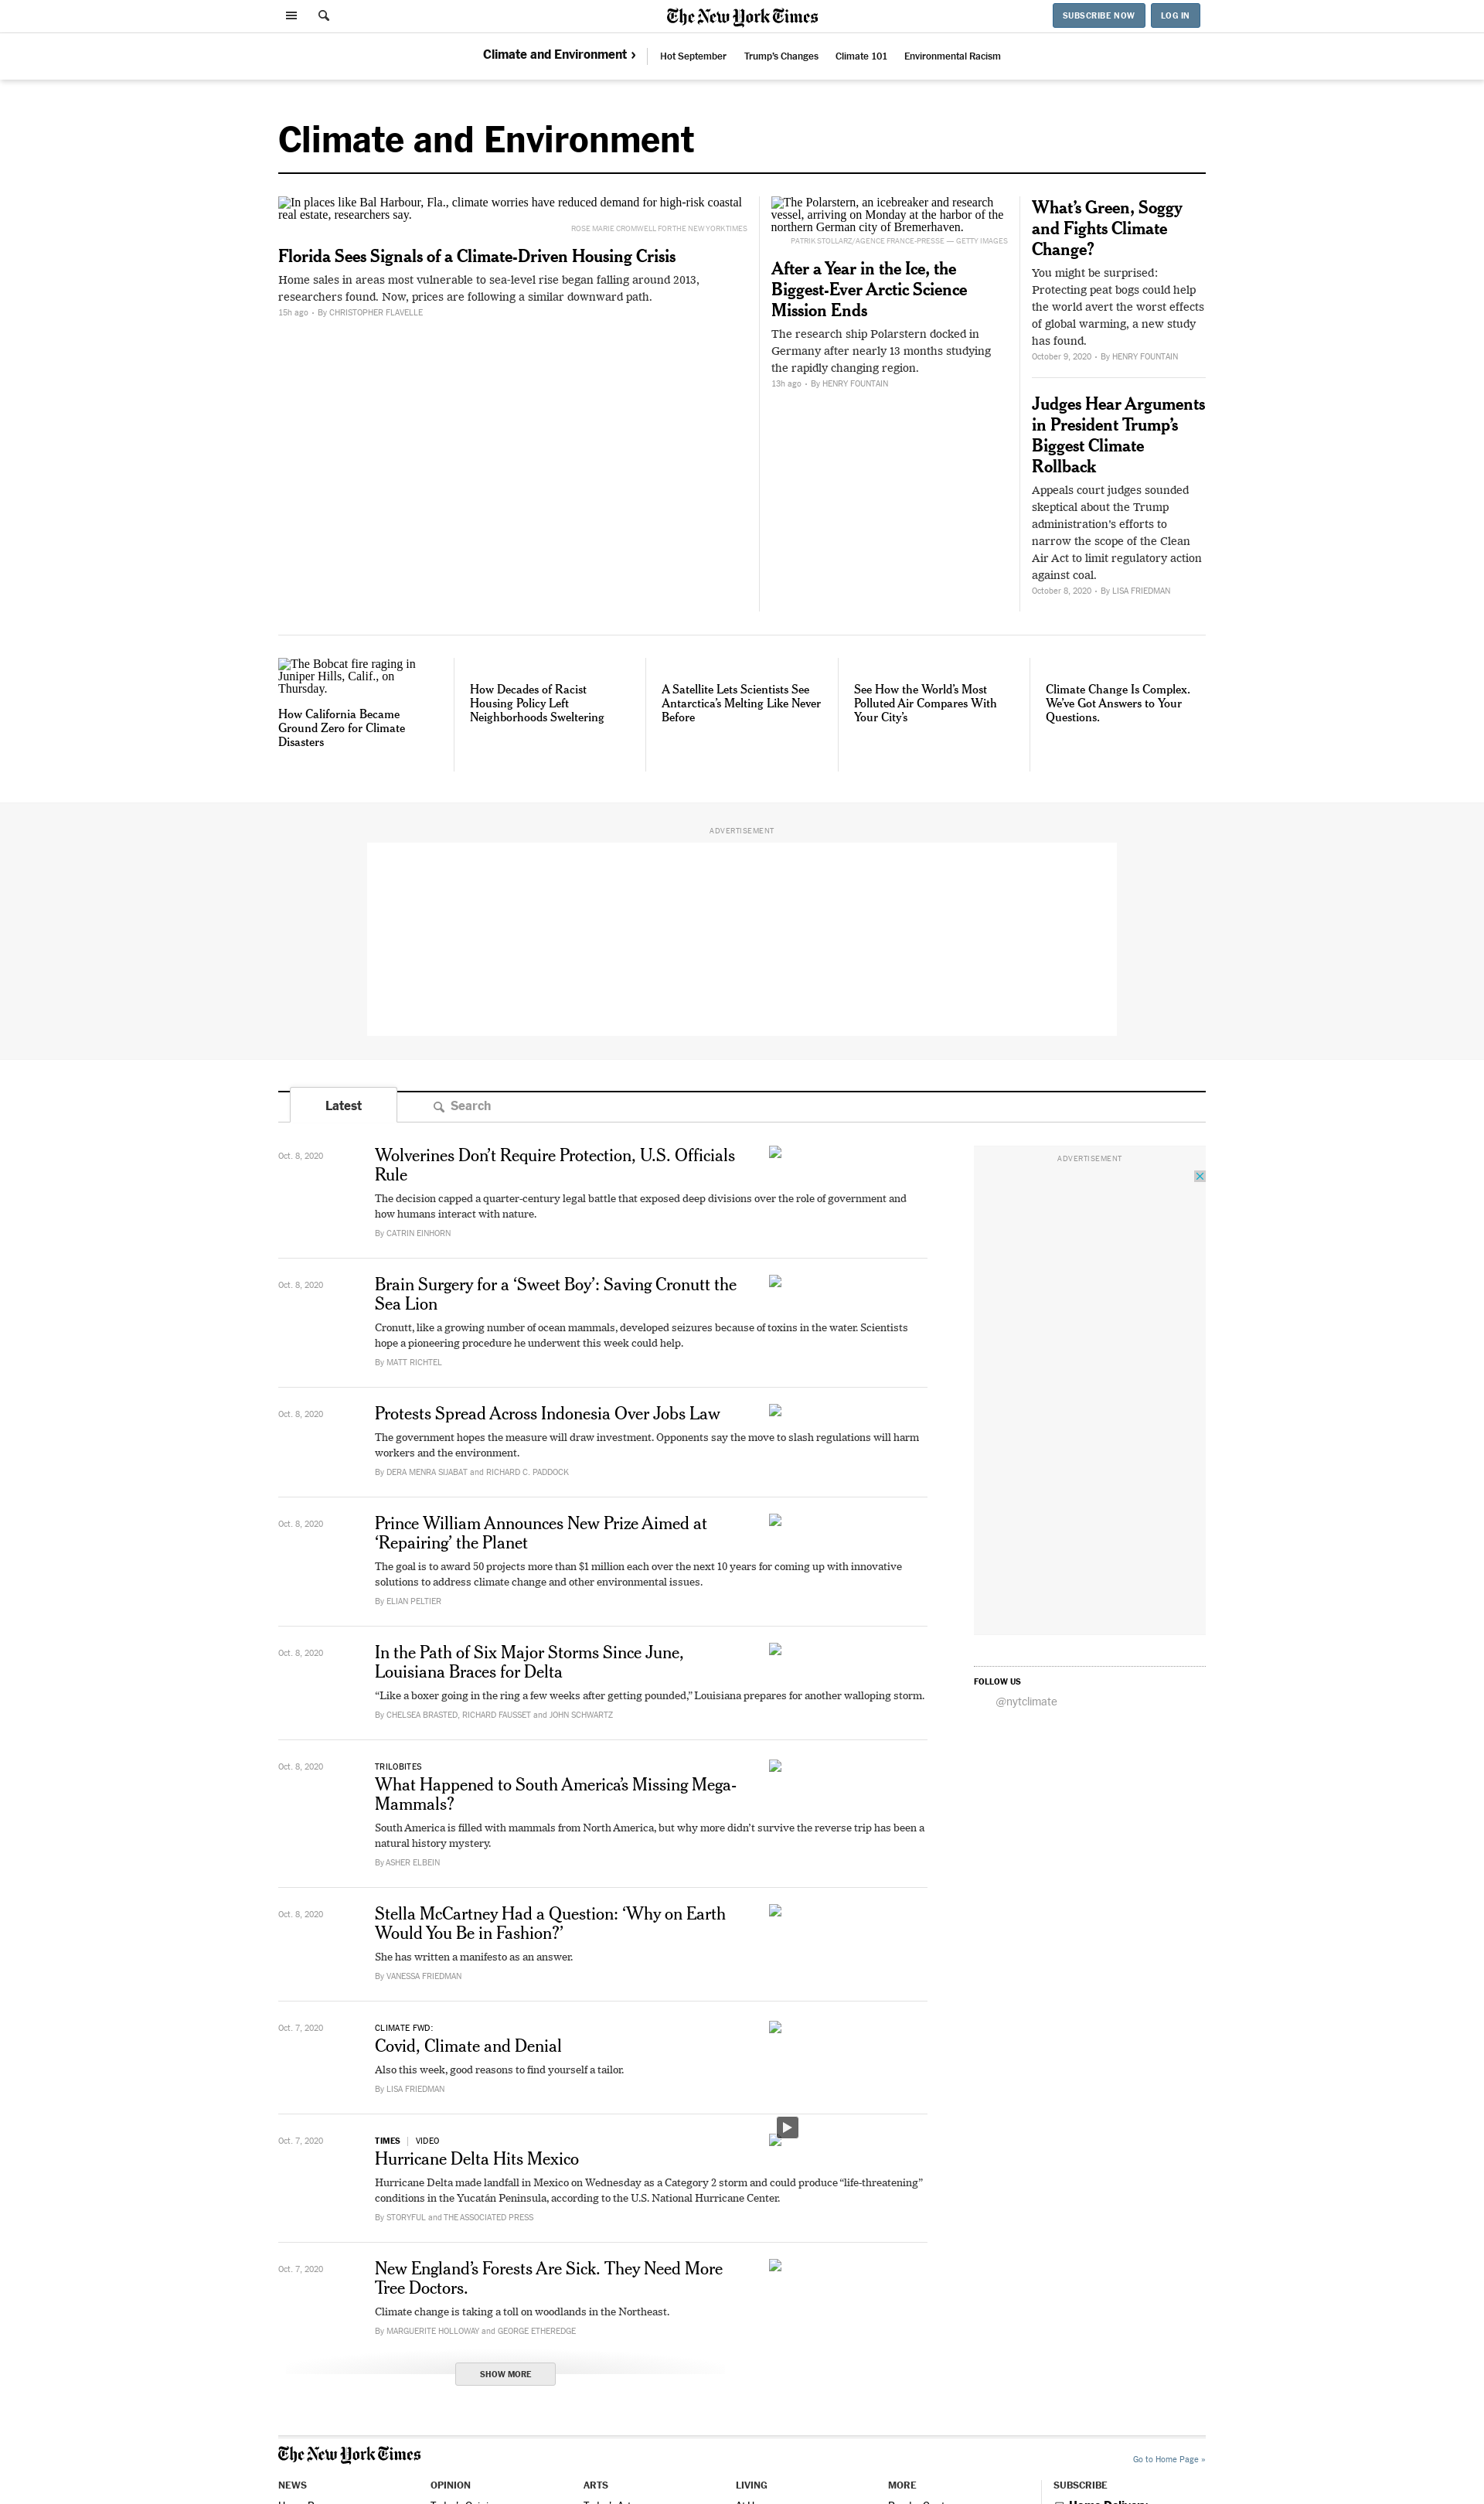 The New York Times
SUBSCRIBE NOW
LOG IN
Climate and Environment ›
Hot September
Trump's Changes
Climate 101
Environmental Racism
Climate and Environment
In places like Bal Harbour, Fla., climate worries have reduced demand for high-risk coastal
real estate, researchers say.
ROSE MARIE CROMWELL FOR THE NEW YORK TIMES
Florida Sees Signals of a Climate-Driven Housing Crisis
Home sales in areas most vulnerable to sea-level rise began falling around 2013,
researchers found. Now, prices are following a similar downward path.
15h ago • By CHRISTOPHER FLAVELLE
The Polarstern, an icebreaker and research
vessel, arriving on Monday at the harbor of the
northern German city of Bremerhaven.
PATRIK STOLLARZ/AGENCE FRANCE-PRESSE — GETTY IMAGES
After a Year in the Ice, the
Biggest-Ever Arctic Science
Mission Ends
The research ship Polarstern docked in
Germany after nearly 13 months studying
the rapidly changing region.
13h ago • By HENRY FOUNTAIN
What's Green, Soggy
and Fights Climate
Change?
You might be surprised:
Protecting peat bogs could help
the world avert the worst effects
of global warming, a new study
has found.
October 9, 2020 • By HENRY FOUNTAIN
Judges Hear Arguments
in President Trump's
Biggest Climate
Rollback
Appeals court judges sounded
skeptical about the Trump
administration's efforts to
narrow the scope of the Clean
Air Act to limit regulatory action
against coal.
October 8, 2020 • By LISA FRIEDMAN
The Bobcat fire raging in
Juniper Hills, Calif., on
Thursday.
How California Became
Ground Zero for Climate
Disasters
How Decades of Racist
Housing Policy Left
Neighborhoods Sweltering
A Satellite Lets Scientists See
Antarctica's Melting Like Never
Before
See How the World's Most
Polluted Air Compares With
Your City's
Climate Change Is Complex.
We've Got Answers to Your
Questions.
ADVERTISEMENT
Latest
Search
Oct. 8, 2020
Wolverines Don't Require Protection, U.S. Officials
Rule
The decision capped a quarter-century legal battle that exposed deep divisions over the role of government and
how humans interact with nature.
By CATRIN EINHORN
ADVERTISEMENT
Oct. 8, 2020
Brain Surgery for a 'Sweet Boy': Saving Cronutt the
Sea Lion
Cronutt, like a growing number of ocean mammals, developed seizures because of toxins in the water. Scientists
hope a pioneering procedure he underwent this week could help.
By MATT RICHTEL
Oct. 8, 2020
Protests Spread Across Indonesia Over Jobs Law
The government hopes the measure will draw investment. Opponents say the move to slash regulations will harm
workers and the environment.
By DERA MENRA SIJABAT and RICHARD C. PADDOCK
Oct. 8, 2020
Prince William Announces New Prize Aimed at
'Repairing' the Planet
The goal is to award 50 projects more than $1 million each over the next 10 years for coming up with innovative
solutions to address climate change and other environmental issues.
By ELIAN PELTIER
Oct. 8, 2020
In the Path of Six Major Storms Since June,
Louisiana Braces for Delta
"Like a boxer going in the ring a few weeks after getting pounded," Louisiana prepares for another walloping storm.
By CHELSEA BRASTED, RICHARD FAUSSET and JOHN SCHWARTZ
FOLLOW US
@nytclimate
Oct. 8, 2020
TRILOBITES
What Happened to South America's Missing Mega-
Mammals?
South America is filled with mammals from North America, but why more didn't survive the reverse trip has been a
natural history mystery.
By ASHER ELBEIN
Oct. 8, 2020
Stella McCartney Had a Question: 'Why on Earth
Would You Be in Fashion?'
She has written a manifesto as an answer.
By VANESSA FRIEDMAN
Oct. 7, 2020
CLIMATE FWD:
Covid, Climate and Denial
Also this week, good reasons to find yourself a tailor.
By LISA FRIEDMAN
Oct. 7, 2020
TIMES | VIDEO
Hurricane Delta Hits Mexico
Hurricane Delta made landfall in Mexico on Wednesday as a Category 2 storm and could produce "life-threatening"
conditions in the Yucatán Peninsula, according to the U.S. National Hurricane Center.
By STORYFUL and THE ASSOCIATED PRESS
Oct. 7, 2020
New England's Forests Are Sick. They Need More
Tree Doctors.
Climate change is taking a toll on woodlands in the Northeast.
By MARGUERITE HOLLOWAY and GEORGE ETHEREDGE
SHOW MORE
The New York Times
Go to Home Page »
NEWS
OPINION
ARTS
LIVING
MORE
SUBSCRIBE
Home Delivery